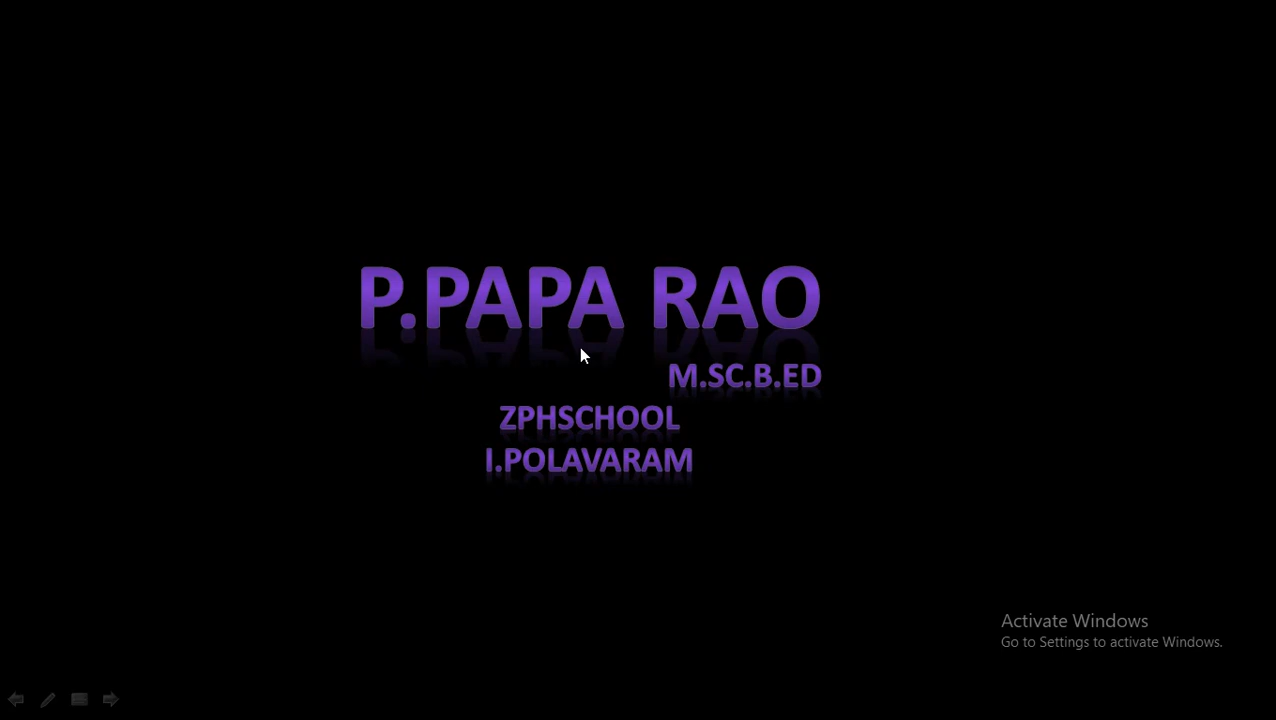 P.PAPA RAO
M.SC.B.ED
ZPHSCHOOL
I.POLAVARAM
Activate Windows
Go to Settings to activate Windows.